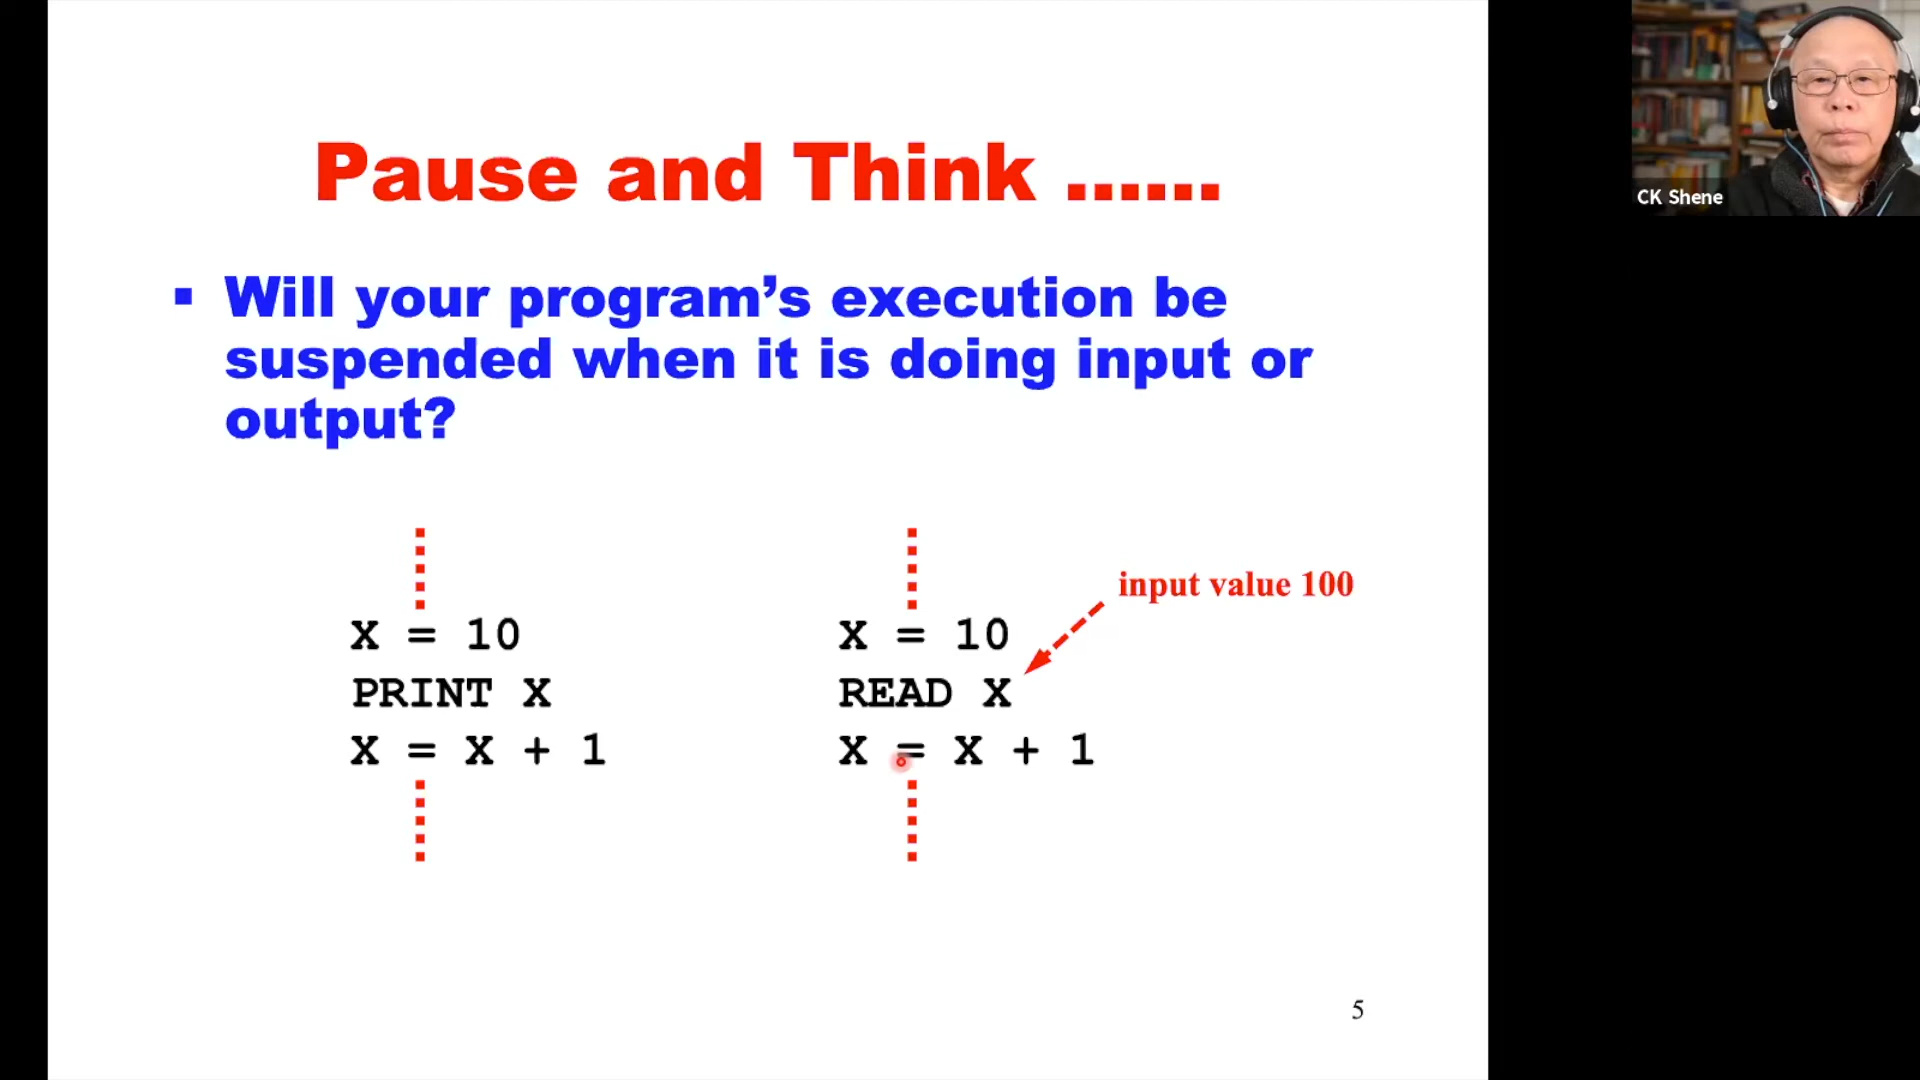 Pause and Think ......
▪ Will your program’s execution be
suspended when it is doing input or
output?
X = 10
PRINT X
X = X + 1
input value 100
X = 10
READ X
X = X + 1
5
CK Shene